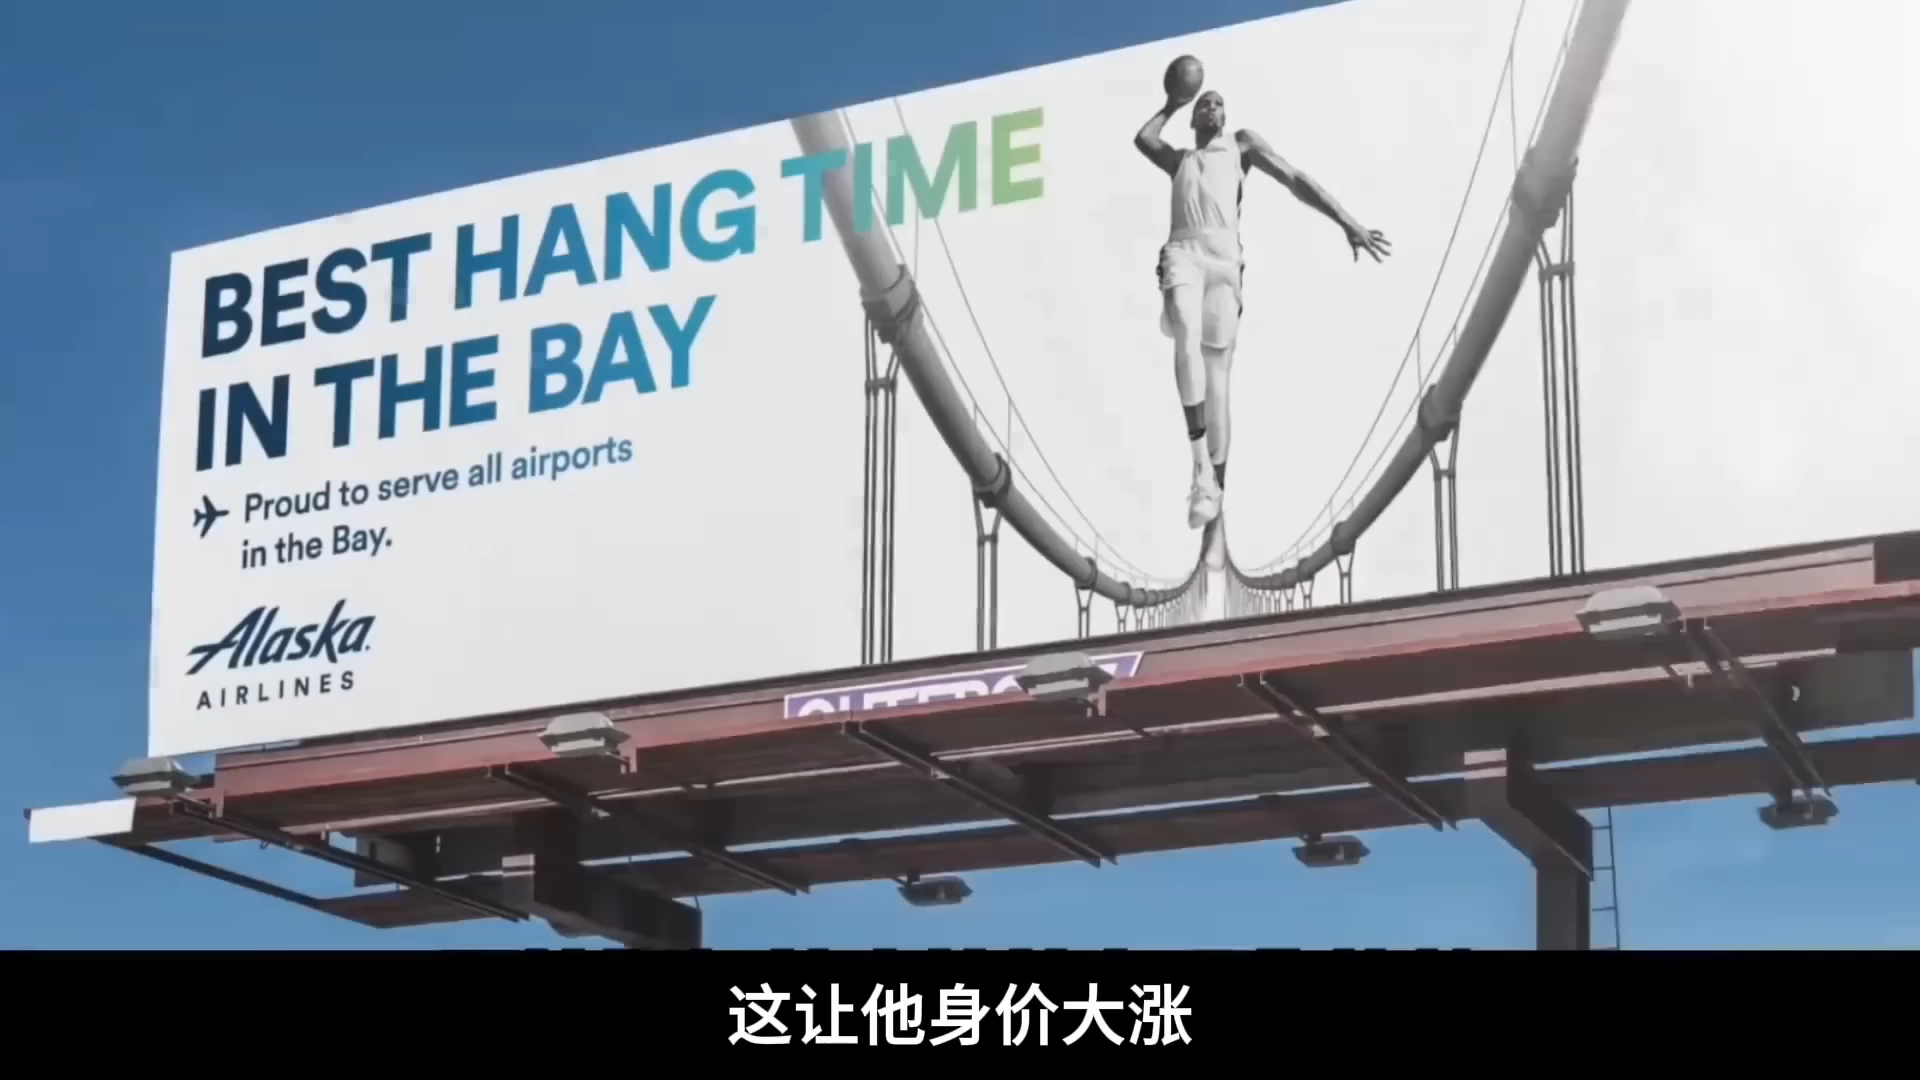 BEST HANG TIME
IN THE BAY
Proud to serve all airports
in the Bay.
Alaska
AIRLINES
这让他身价大涨